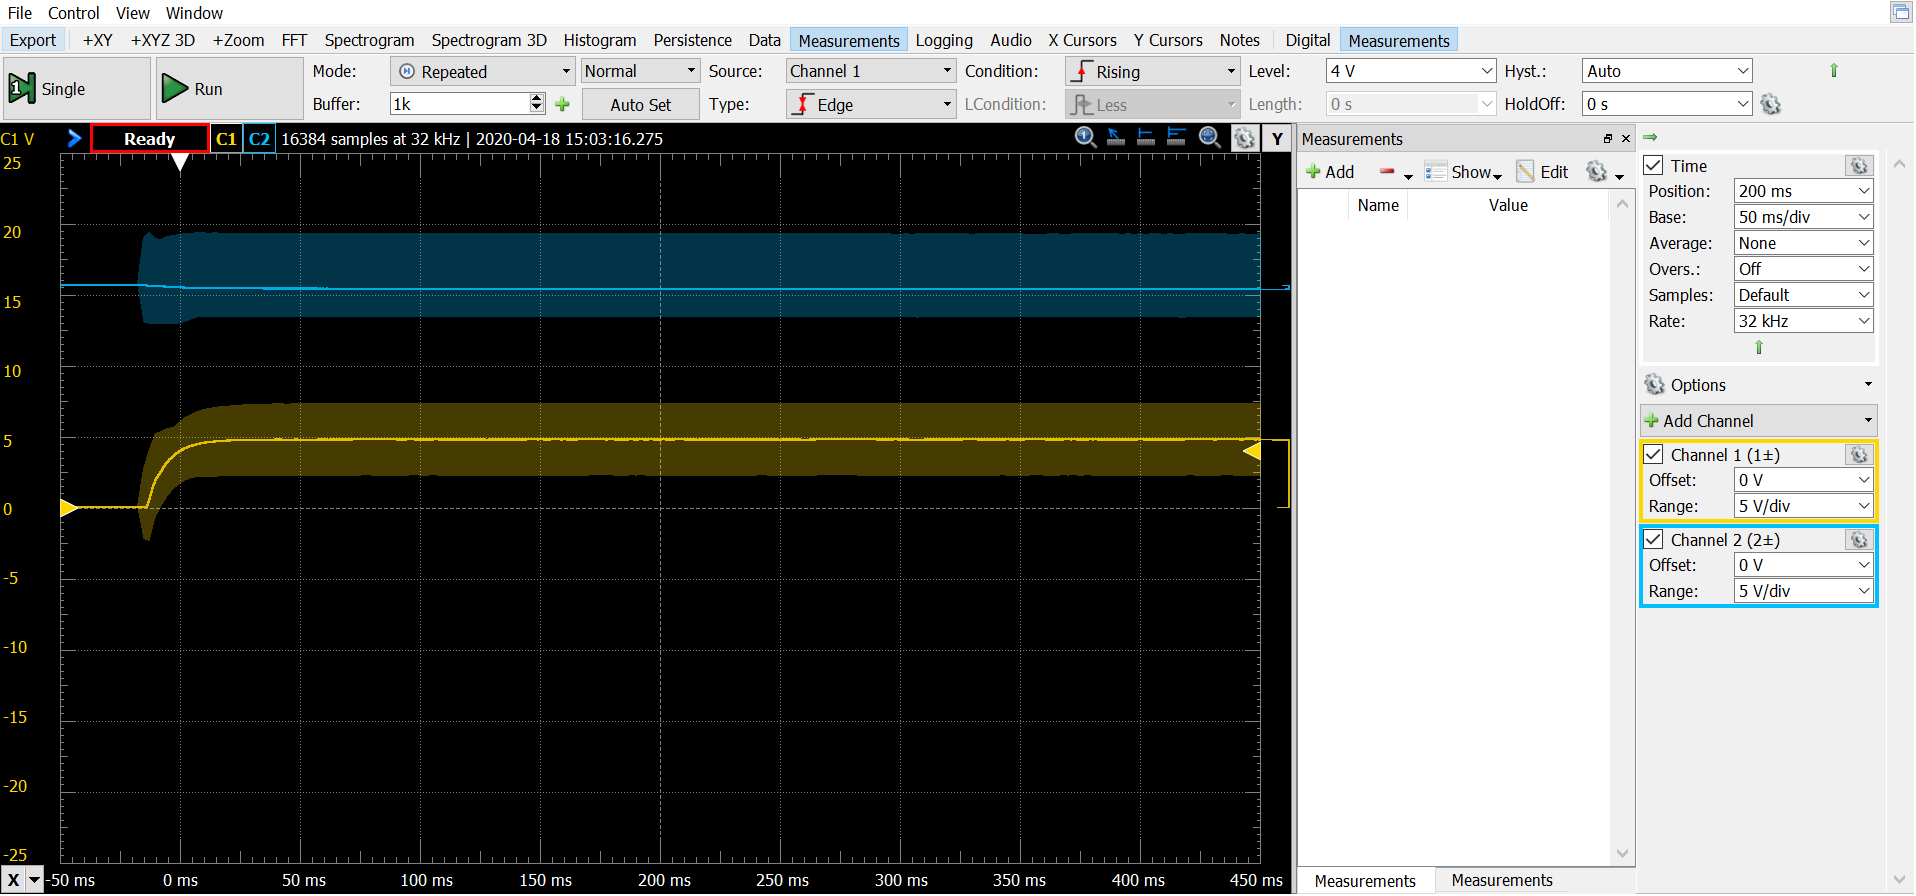 File Control View Window
Export +XY +XYZ 3D +Zoom FFT Spectrogram Spectrogram 3D Histogram Persistence Data Measurements Logging Audio X Cursors Y Cursors Notes Digital Measurements
Single Run Mode: Repeated Normal Source: Channel 1 Condition: Rising Level: 4 V Hyst.: Auto
Buffer: 1k Auto Set Type: Edge LCondition: Less Length: 0 s HoldOff: 0 s
C1 V Ready C1 C2 16384 samples at 32 kHz | 2020-04-18 15:03:16.275 Y
25
20
15
10
5
0
-5
-10
-15
-20
-25
X -50 ms 0 ms 50 ms 100 ms 150 ms 200 ms 250 ms 300 ms 350 ms 400 ms 450 ms
Measurements
Add Show Edit
Name Value
Measurements Measurements
Time
Position: 200 ms
Base: 50 ms/div
Average: None
Overs.: Off
Samples: Default
Rate: 32 kHz
Options
Add Channel
Channel 1 (1±)
Offset: 0 V
Range: 5 V/div
Channel 2 (2±)
Offset: 0 V
Range: 5 V/div